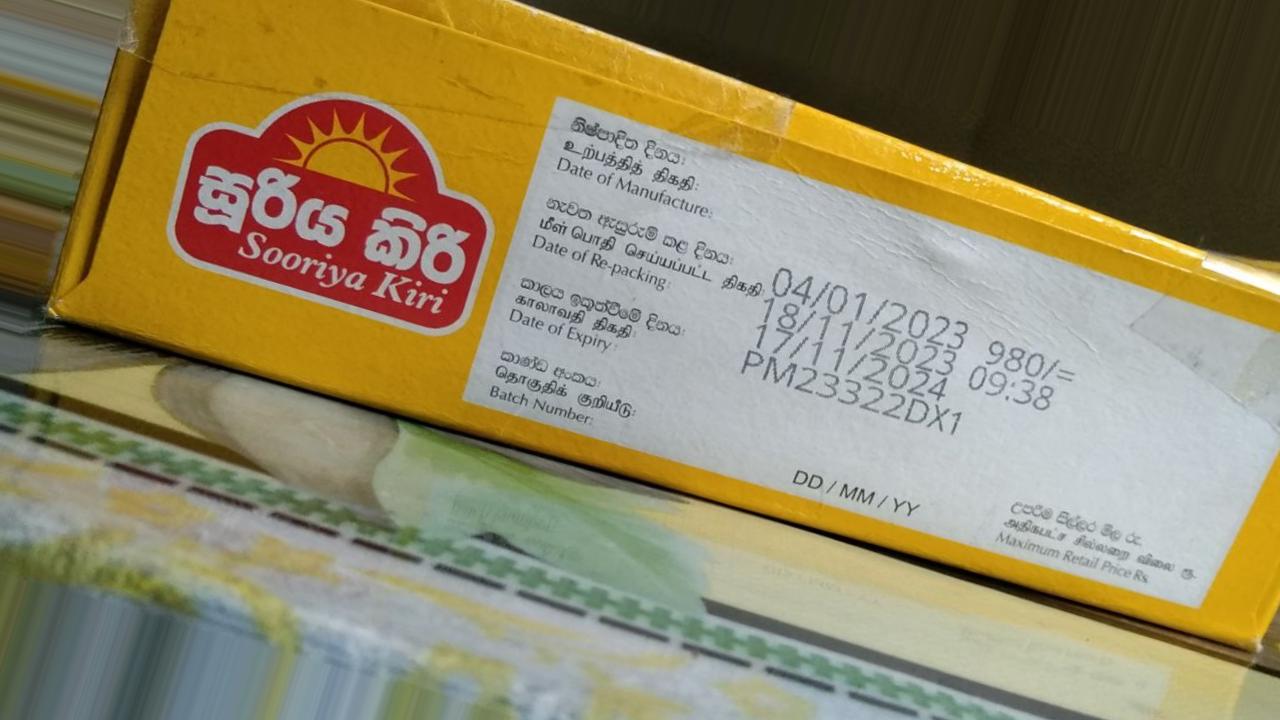 සූරිය කිරි
Sooriya Kiri
නිෂ්පාදිත දිනය:
உற்பத்தித் திகதி:
Date of Manufacture:
නැවත ඇසුරුම් කළ දිනය:
மீள் பொதி செய்யப்பட்ட திகதி:
Date of Re-packing:
කාලය ඉකුත්වීමේ දිනය:
காலாவதி திகதி:
Date of Expiry:
කාණ්ඩ අංකය:
தொகுதிக் குறியீடு:
Batch Number:
04/01/2023 980/=
18/11/2023 09:38
17/11/2024
PM23322DX1
DD / MM / YY
උපරිම සිල්ලර මිල රු.
அதிகபட்ச சில்லறை விலை ரூ.
Maximum Retail Price Rs.